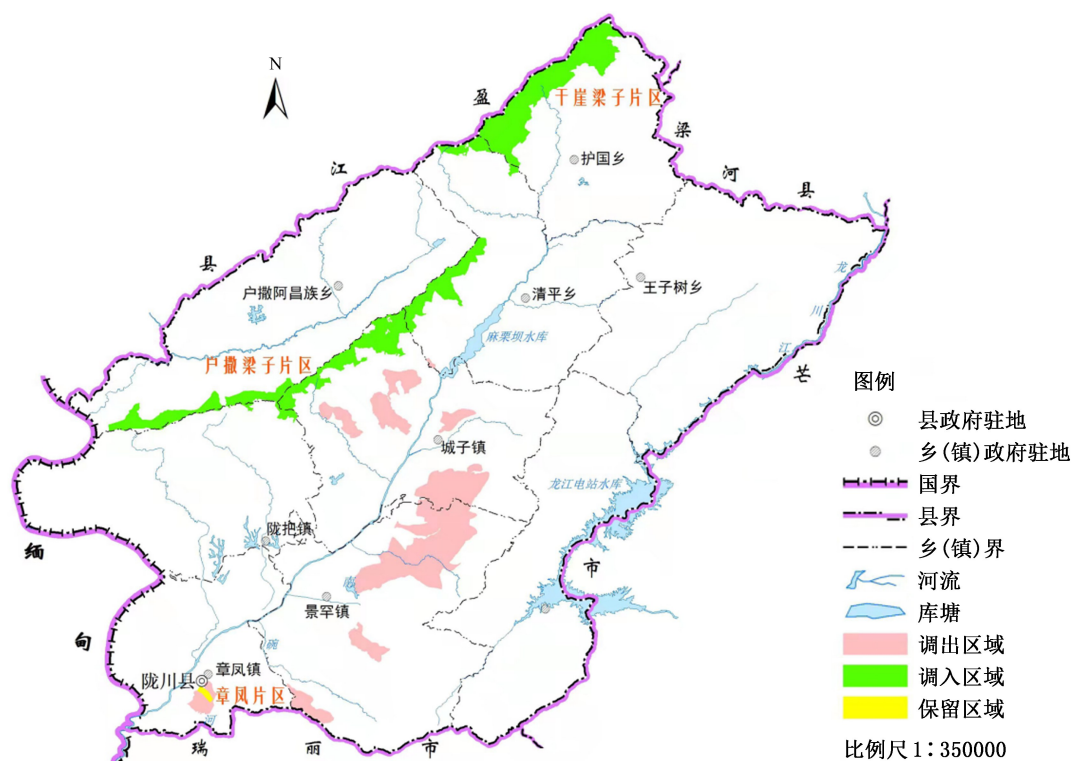 N
盈
干崖梁子片区
梁
护国乡
江
河
县
县
户撒阿昌族乡
清平乡
王子树乡
龙
川
江
麻栗坝水库
户撒梁子片区
芒
图例
县政府驻地
乡(镇)政府驻地
城子镇
龙江电站水库
国界
县界
陇把镇
缅
乡(镇)界
市
河流
景罕镇
库塘
甸
碗
调出区域
章凤镇
陇川县
章凤片区
调入区域
河
保留区域
瑞
丽
市
比例尺1:350000